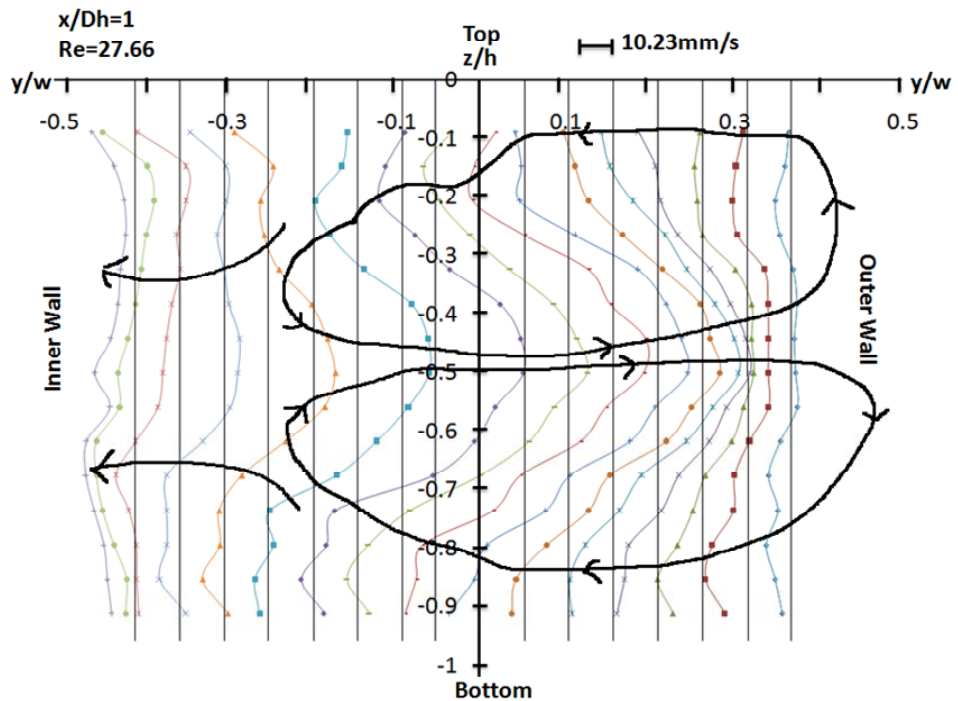 x/Dh=1
Re=27.66
Top
z/h
10.23mm/s
y/w
0
y/w
-0.5
-0.3
-0.1
0.1
0.3
0.5
-0.1
-0.2
-0.3
-0.4
-0.5
-0.6
-0.7
-0.8
-0.9
-1
Inner Wall
Outer Wall
Bottom